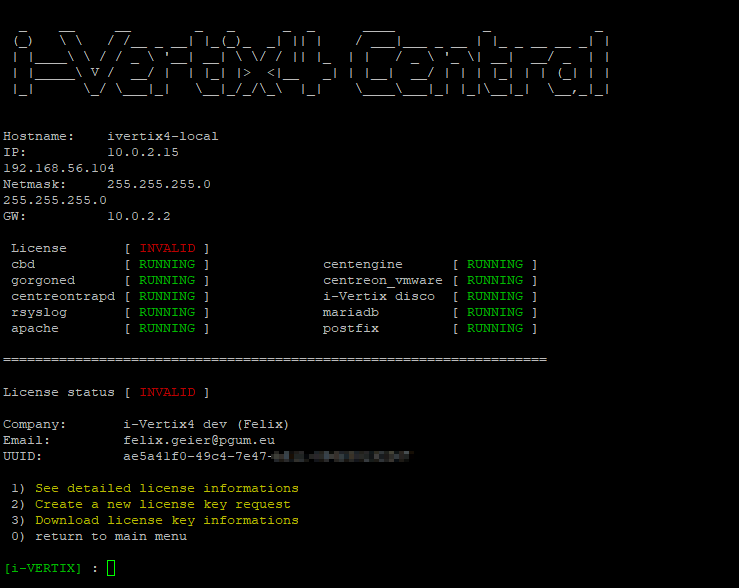 i-Vertix4 Central
Hostname: ivertix4-local
IP: 10.0.2.15
192.168.56.104
Netmask: 255.255.255.0
255.255.255.0
GW: 10.0.2.2
License [ INVALID ]
cbd [ RUNNING ] centengine [ RUNNING ]
gorgoned [ RUNNING ] centreon_vmware [ RUNNING ]
centreontrapd [ RUNNING ] i-Vertix disco [ RUNNING ]
rsyslog [ RUNNING ] mariadb [ RUNNING ]
apache [ RUNNING ] postfix [ RUNNING ]
====================================================================
License status [ INVALID ]
Company: i-Vertix4 dev (Felix)
Email: felix.geier@pgum.eu
UUID: ae5a41f0-49c4-7e47-
1) See detailed license informations
2) Create a new license key request
3) Download license key informations
0) return to main menu
[i-VERTIX] :